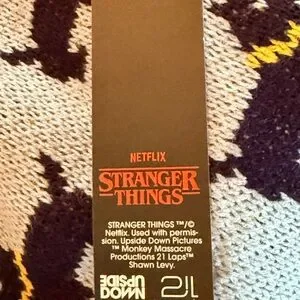 NETFLIX
STRANGER
THINGS
STRANGER THINGS ™/©
Netflix. Used with permis-
sion. Upside Down Pictures
™ Monkey Massacre
Productions 21 Laps™
Shawn Levy.
UPSIDE
DOWN
21